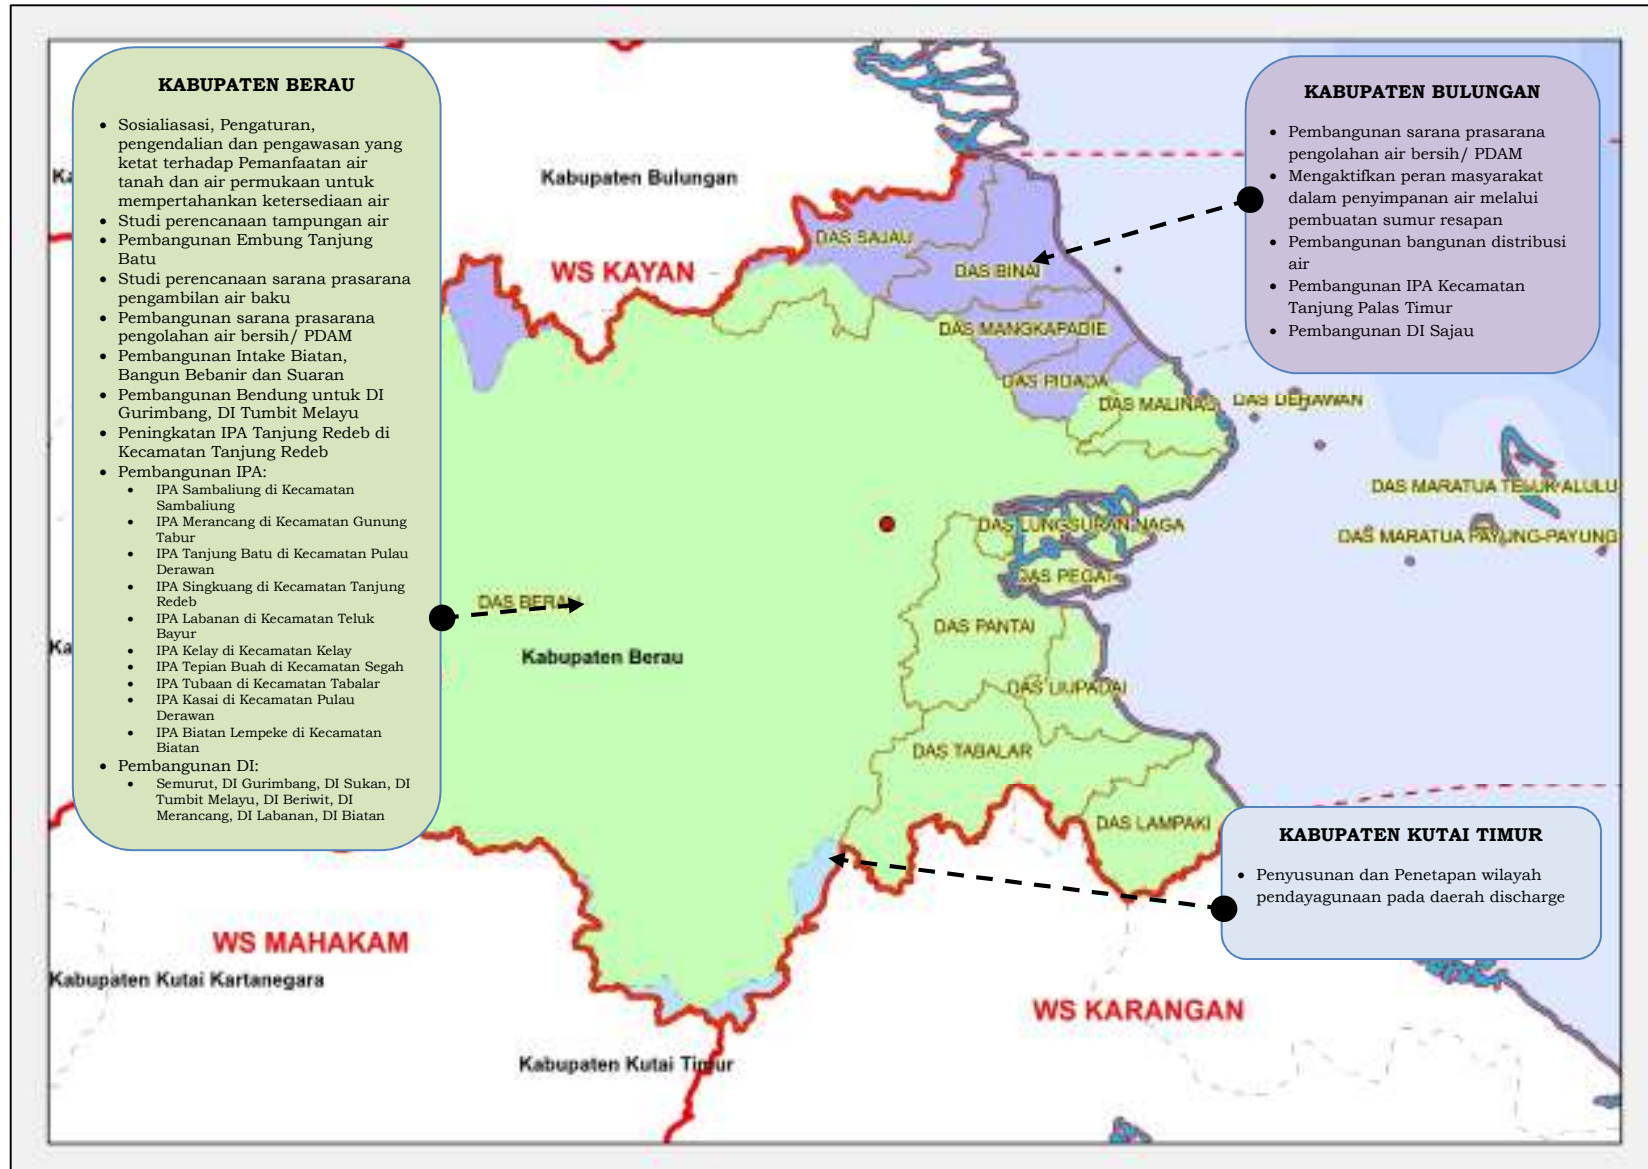 KABUPATEN BERAU
• Sosialiasasi, Pengaturan,
pengendalian dan pengawasan yang
ketat terhadap Pemanfaatan air
tanah dan air permukaan untuk
mempertahankan ketersediaan air
• Studi perencanaan tampungan air
• Pembangunan Embung Tanjung
Batu
• Studi perencanaan sarana prasarana
pengambilan air baku
• Pembangunan sarana prasarana
pengolahan air bersih/ PDAM
• Pembangunan Intake Biatan,
Bangun Bebanir dan Suaran
• Pembangunan Bendung untuk DI
Gurimbang, DI Tumbit Melayu
• Peningkatan IPA Tanjung Redeb di
Kecamatan Tanjung Redeb
• Pembangunan IPA:
• IPA Sambaliung di Kecamatan
Sambaliung
• IPA Merancang di Kecamatan Gunung
Tabur
• IPA Tanjung Batu di Kecamatan Pulau
Derawan
• IPA Singkuang di Kecamatan Tanjung
Redeb
• IPA Labanan di Kecamatan Teluk
Bayur
• IPA Kelay di Kecamatan Kelay
• IPA Tepian Buah di Kecamatan Segah
• IPA Tubaan di Kecamatan Tabalar
• IPA Kasai di Kecamatan Pulau
Derawan
• IPA Biatan Lempeke di Kecamatan
Biatan
• Pembangunan DI:
• Semurut, DI Gurimbang, DI Sukan, DI
Tumbit Melayu, DI Beriwit, DI
Merancang, DI Labanan, DI Biatan
KABUPATEN BULUNGAN
• Pembangunan sarana prasarana
pengolahan air bersih/ PDAM
• Mengaktifkan peran masyarakat
dalam penyimpanan air melalui
pembuatan sumur resapan
• Pembangunan bangunan distribusi
air
• Pembangunan IPA Kecamatan
Tanjung Palas Timur
• Pembangunan DI Sajau
KABUPATEN KUTAI TIMUR
• Penyusunan dan Penetapan wilayah
pendayagunaan pada daerah discharge
Kabupaten Bulungan
DAS SAJAU
WS KAYAN
DAS BINAI
DAS MANGKAPADIE
DAS PIDADA
DAS MALINAU
DAS DERAWAN
DAS MARATUA TELUK ALULU
DAS LUNGSURAN NAGA
DAS MARATUA PAYUNG-PAYUNG
DAS PEGAT
DAS BERAU
DAS PANTAI
Kabupaten Berau
DAS LIUPADAI
DAS TABALAR
DAS LAMPAKI
WS MAHAKAM
Kabupaten Kutai Kartanegara
WS KARANGAN
Kabupaten Kutai Timur